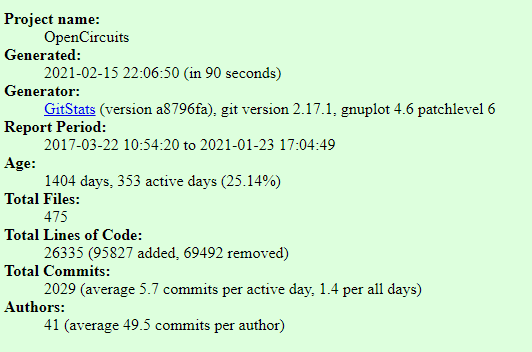 Project name:
OpenCircuits
Generated:
2021-02-15 22:06:50 (in 90 seconds)
Generator:
GitStats (version a8796fa), git version 2.17.1, gnuplot 4.6 patchlevel 6
Report Period:
2017-03-22 10:54:20 to 2021-01-23 17:04:49
Age:
1404 days, 353 active days (25.14%)
Total Files:
475
Total Lines of Code:
26335 (95827 added, 69492 removed)
Total Commits:
2029 (average 5.7 commits per active day, 1.4 per all days)
Authors:
41 (average 49.5 commits per author)